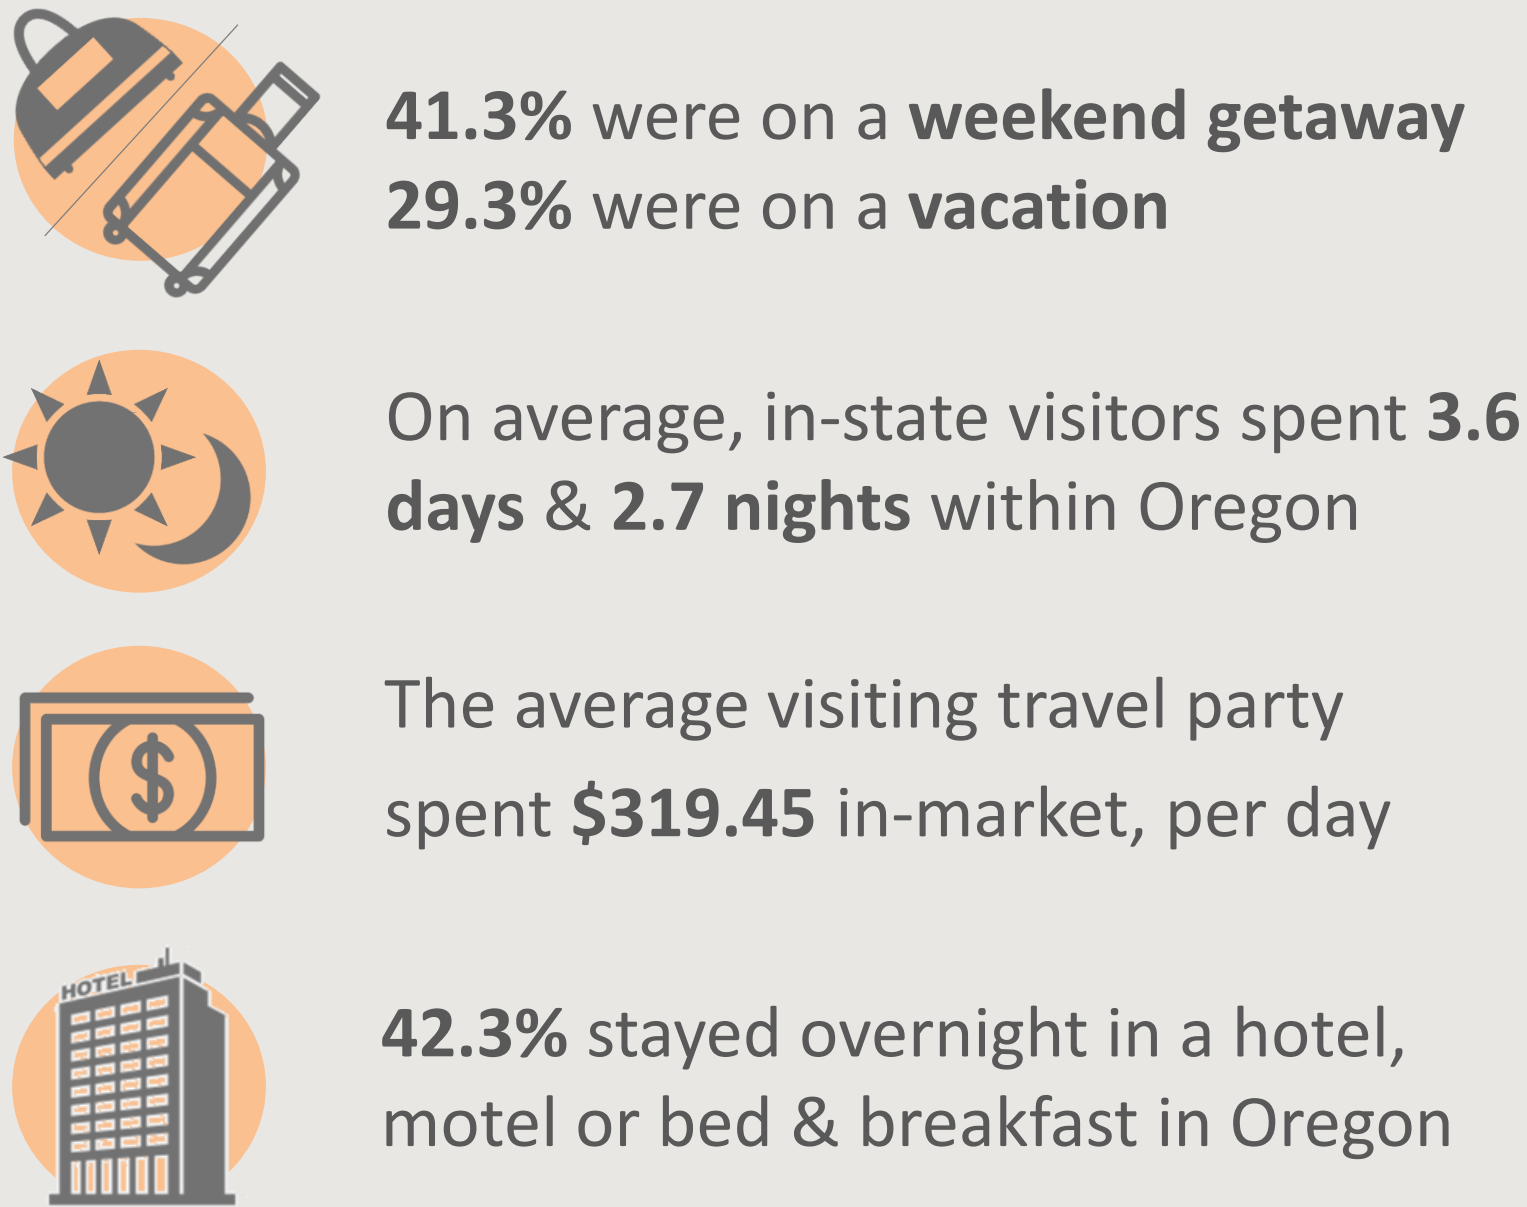 41.3% were on a weekend getaway
29.3% were on a vacation
On average, in-state visitors spent 3.6
days & 2.7 nights within Oregon
The average visiting travel party
$
spent $319.45 in-market, per day
HOTEL
42.3% stayed overnight in a hotel,
motel or bed & breakfast in Oregon